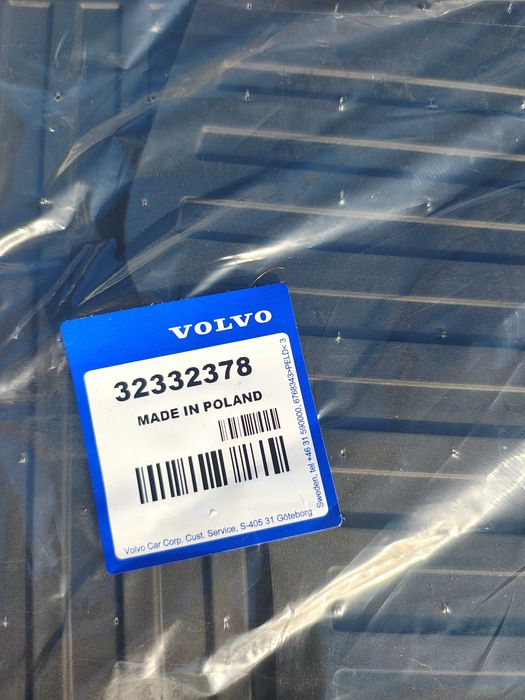 VOLVO
32332378
MADE IN POLAND
Volvo Car Corp. Cust. Service, S-405 31 Göteborg
Sweden, tel +46 31 590000, 6768343>PELD< 3